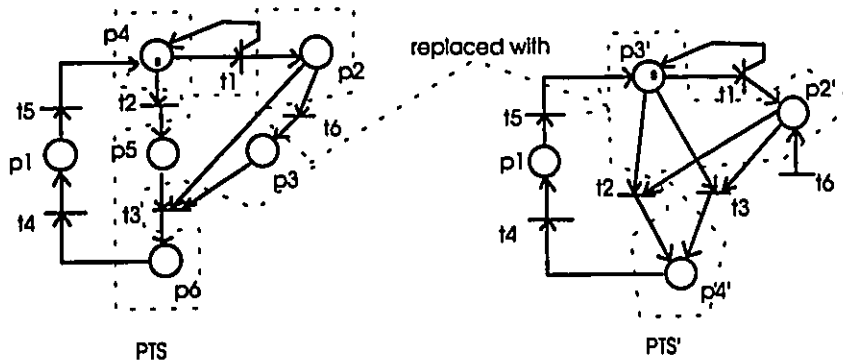 p4
replaced with
p3'
t1
p2
t1
p2'
t5
t2
t6
t5
p1
p5
p3
p1
t2
t3
t6
t4
t3
t4
p6
p'4'
PTS
PTS'